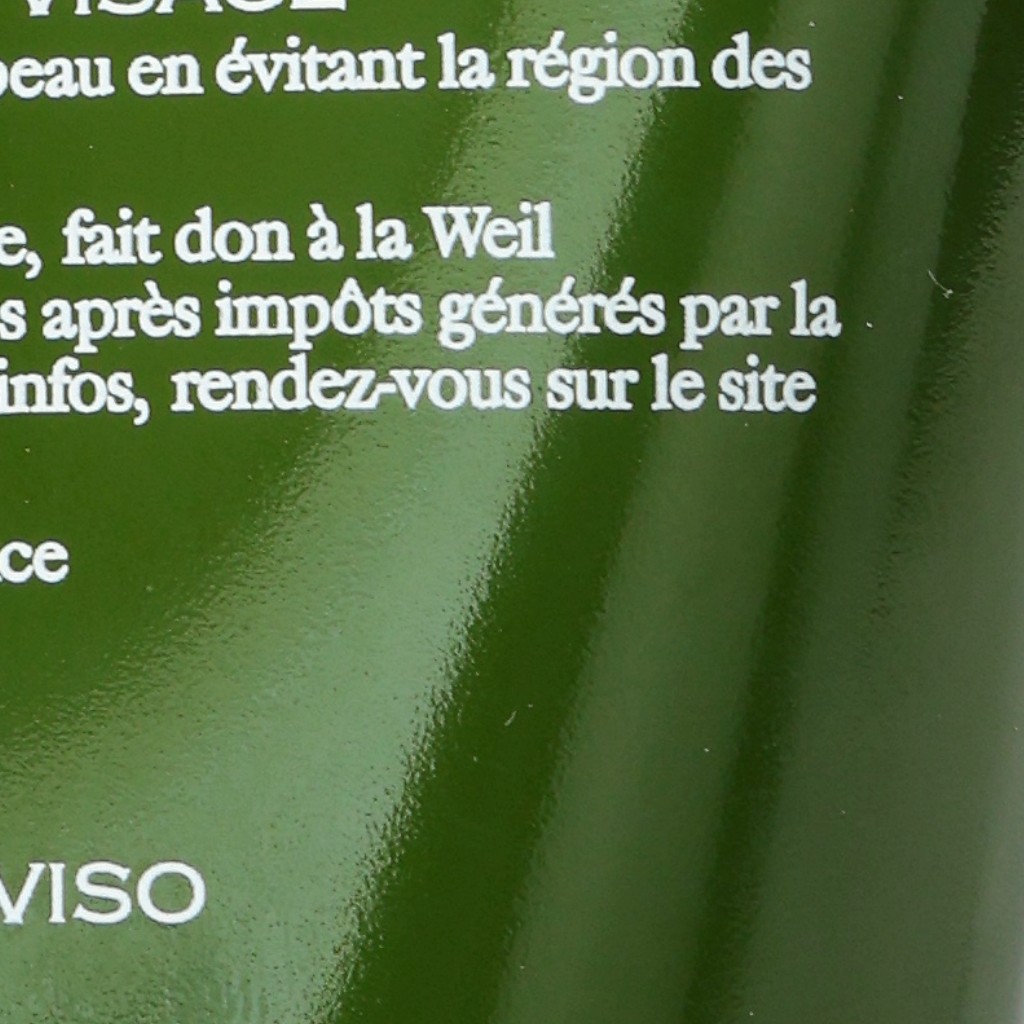 VISAGE
peau en évitant la région des
e, fait don à la Weil
s après impôts générés par la
infos, rendez-vous sur le site
ce
VISO